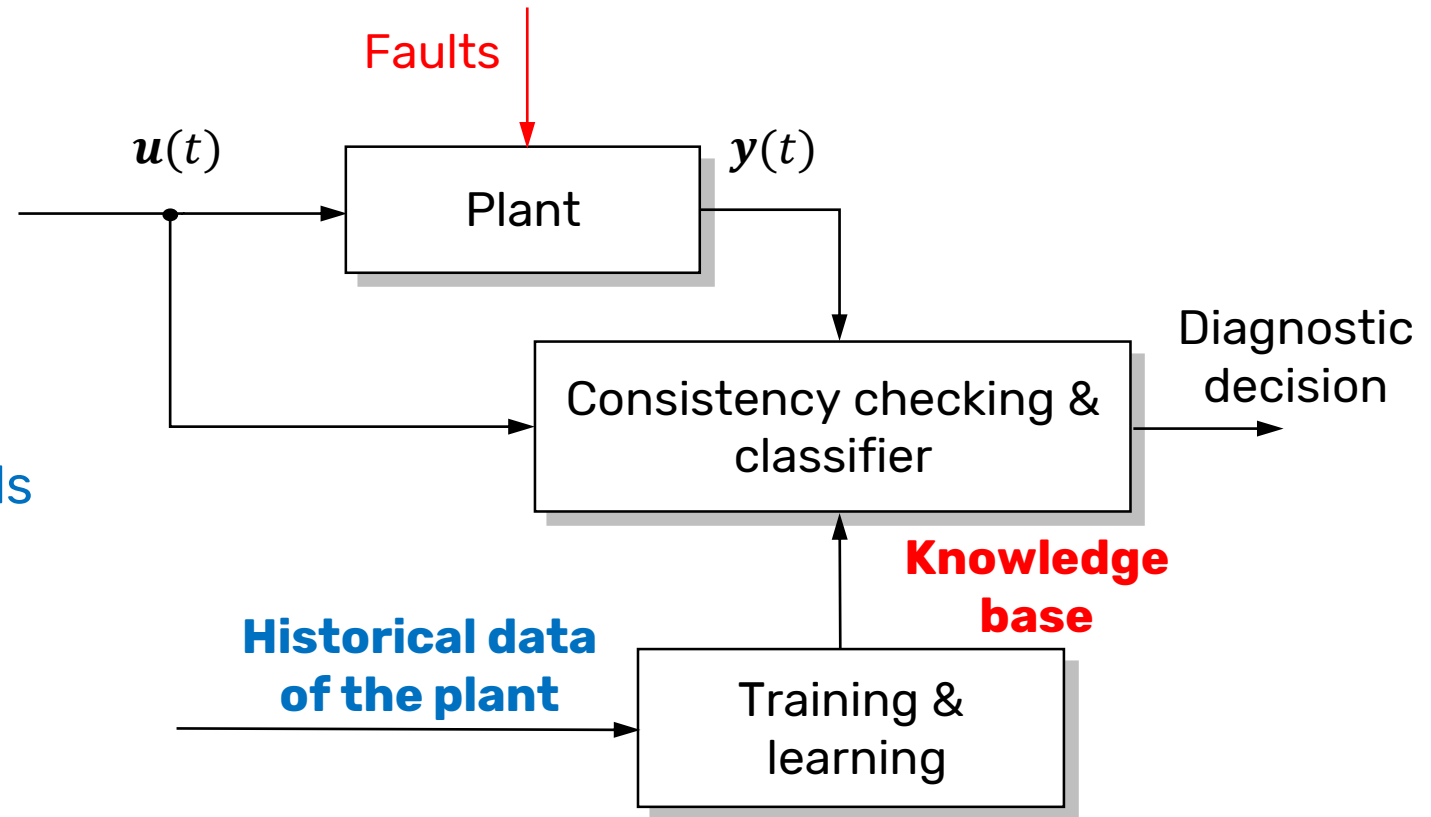 Faults
u(t)
y(t)
Plant
Diagnostic
decision
Consistency checking &
classifier
Knowledge
base
Historical data
of the plant
Training &
learning